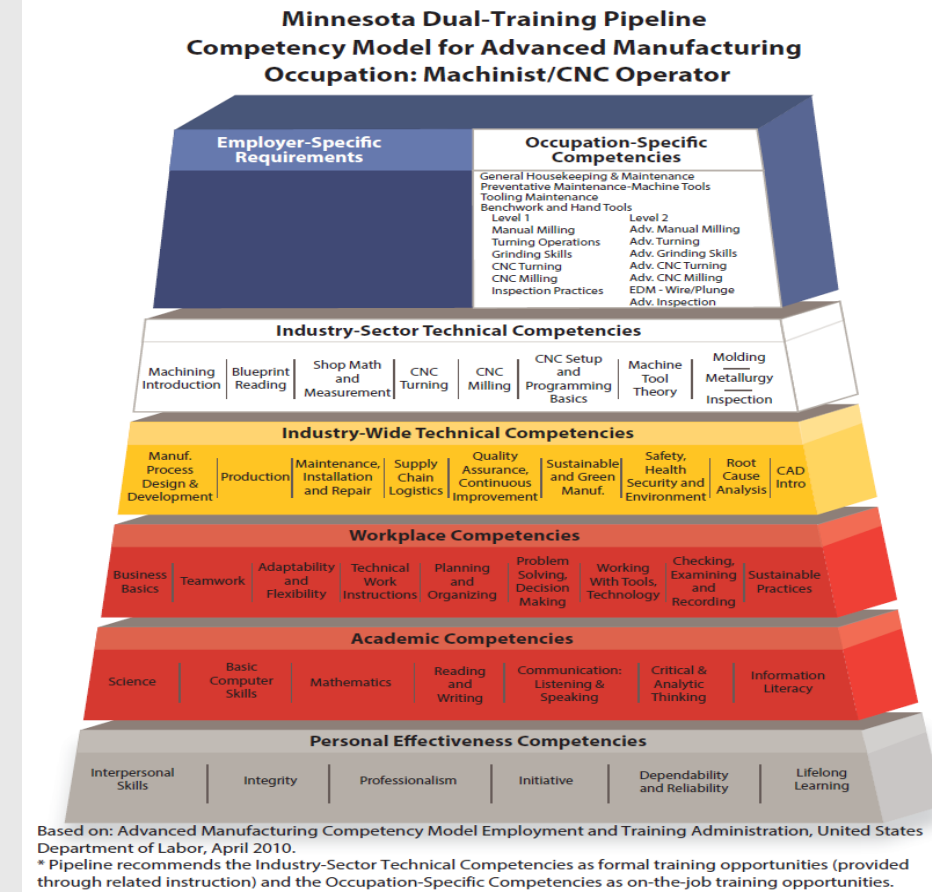 Minnesota Dual-Training Pipeline
Competency Model for Advanced Manufacturing
Occupation: Machinist/CNC Operator
Employer-Specific
Requirements
Occupation-Specific
Competencies
General Housekeeping & Maintenance
Preventative Maintenance-Machine Tools
Tooling Maintenance
Benchwork and Hand Tools
Level 1
Manual Milling
Turning Operations
Grinding Skills
CNC Turning
CNC Milling
Inspection Practices
Level 2
Adv. Manual Milling
Adv. Turning
Adv. Grinding Skills
Adv. CNC Turning
Adv. CNC Milling
EDM - Wire/Plunge
Adv. Inspection
Industry-Sector Technical Competencies
Machining
Introduction
Blueprint
Reading
Shop Math
and
Measurement
CNC
Turning
CNC
Milling
CNC Setup
and
Programming
Basics
Machine
Tool
Theory
Molding
Metallurgy
Inspection
Industry-Wide Technical Competencies
Manuf.
Process
Design &
Development
Production
Maintenance,
Installation
and Repair
Supply
Chain
Logistics
Quality
Assurance,
Continuous
Improvement
Sustainable
and Green
Manuf.
Safety,
Health
Security and
Environment
Root
Cause
Analysis
CAD
Intro
Workplace Competencies
Business
Basics
Teamwork
Adaptability
and
Flexibility
Technical
Work
Instructions
Planning
and
Organizing
Problem
Solving,
Decision
Making
Working
With Tools,
Technology
Checking,
Examining
and
Recording
Sustainable
Practices
Academic Competencies
Science
Basic
Computer
Skills
Mathematics
Reading
and
Writing
Communication:
Listening &
Speaking
Critical &
Analytic
Thinking
Information
Literacy
Personal Effectiveness Competencies
Interpersonal
Skills
Integrity
Professionalism
Initiative
Dependability
and Reliability
Lifelong
Learning
Based on: Advanced Manufacturing Competency Model Employment and Training Administration, United States
Department of Labor, April 2010.
* Pipeline recommends the Industry-Sector Technical Competencies as formal training opportunities (provided
through related instruction) and the Occupation-Specific Competencies as on-the-job training opportunities.